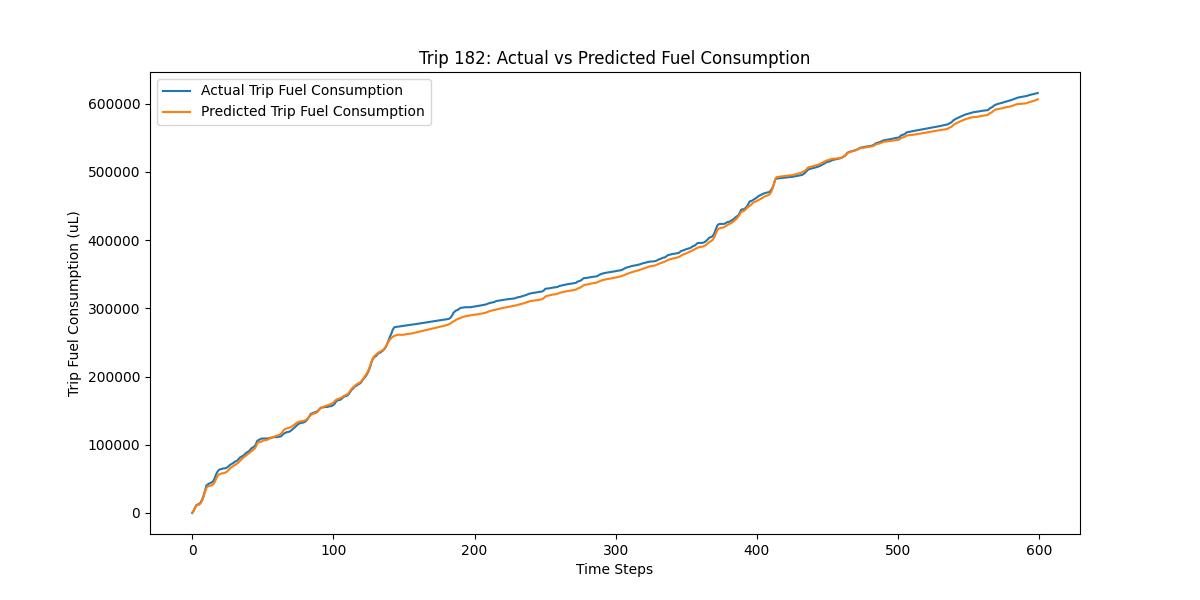 Trip 182: Actual vs Predicted Fuel Consumption
Actual Trip Fuel Consumption
Predicted Trip Fuel Consumption
Trip Fuel Consumption (uL)
600000
500000
400000
300000
200000
100000
0
0 100 200 300 400 500 600
Time Steps